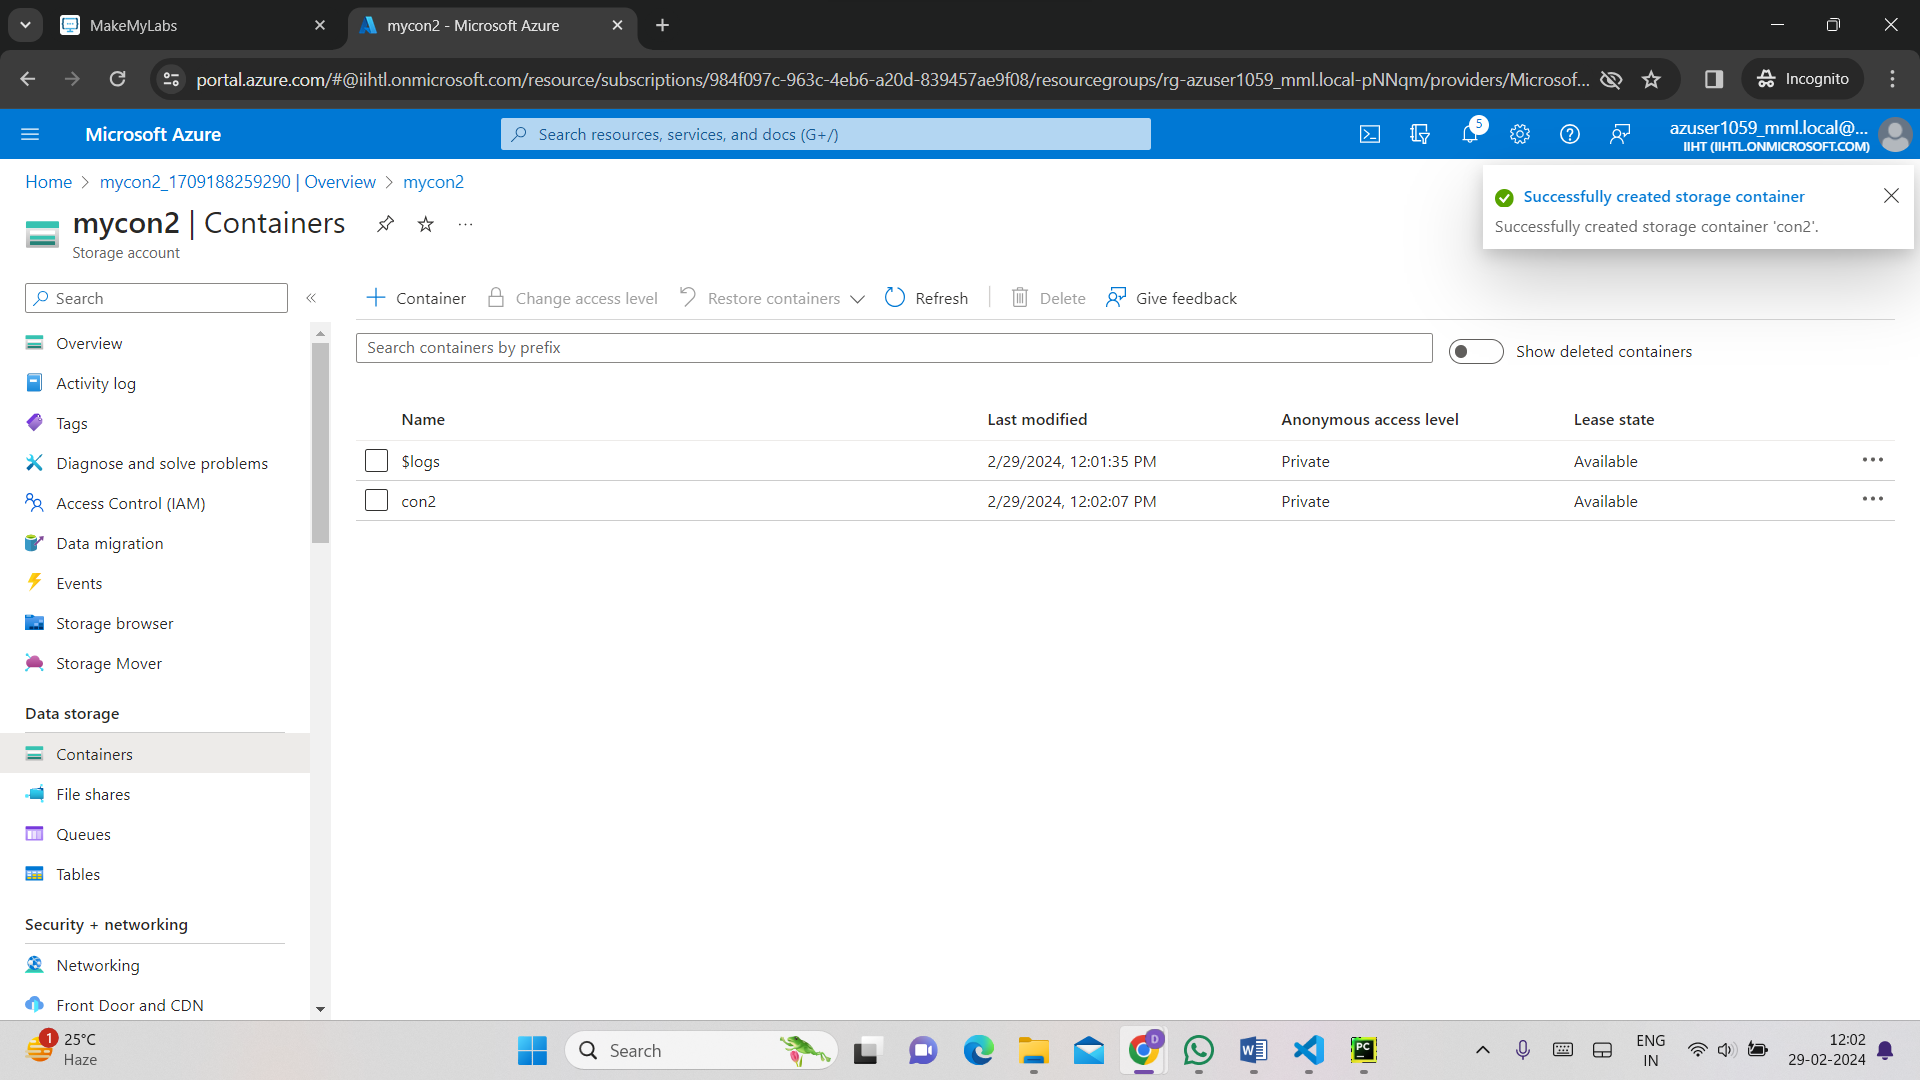 MakeMyLabs
mycon2 - Microsoft Azure
portal.azure.com/#@iihtl.onmicrosoft.com/resource/subscriptions/984f097c-963c-4eb6-a20d-839457ae9f08/resourcegroups/rg-azuser1059_mml.local-pNNqm/providers/Microsof...
Incognito
Microsoft Azure
Search resources, services, and docs (G+/)
5
azuser1059_mml.local@...
IIHT (IIHTL.ONMICROSOFT.COM)
Home > mycon2_1709188259290 | Overview > mycon2
Successfully created storage container
Successfully created storage container 'con2'.
mycon2 | Containers
Storage account
Search
Container
Change access level
Restore containers
Refresh
Delete
Give feedback
Search containers by prefix
Show deleted containers
Name Last modified Anonymous access level Lease state
$logs 2/29/2024, 12:01:35 PM Private Available
con2 2/29/2024, 12:02:07 PM Private Available
Overview
Activity log
Tags
Diagnose and solve problems
Access Control (IAM)
Data migration
Events
Storage browser
Storage Mover
Data storage
Containers
File shares
Queues
Tables
Security + networking
Networking
Front Door and CDN
1
25°C
Haze
Search
D
W
PC
ENG
IN
12:02
29-02-2024